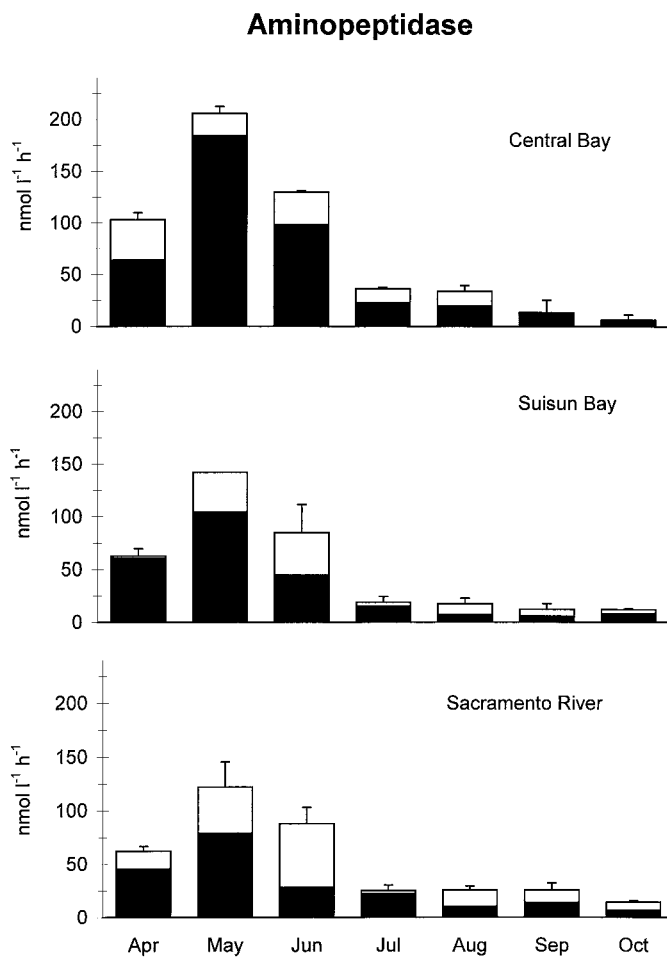 Aminopeptidase
200
150
100
50
0
nmol l⁻¹ h⁻¹
Central Bay
200
150
100
50
0
nmol l⁻¹ h⁻¹
Suisun Bay
200
150
100
50
0
nmol l⁻¹ h⁻¹
Sacramento River
Apr May Jun Jul Aug Sep Oct